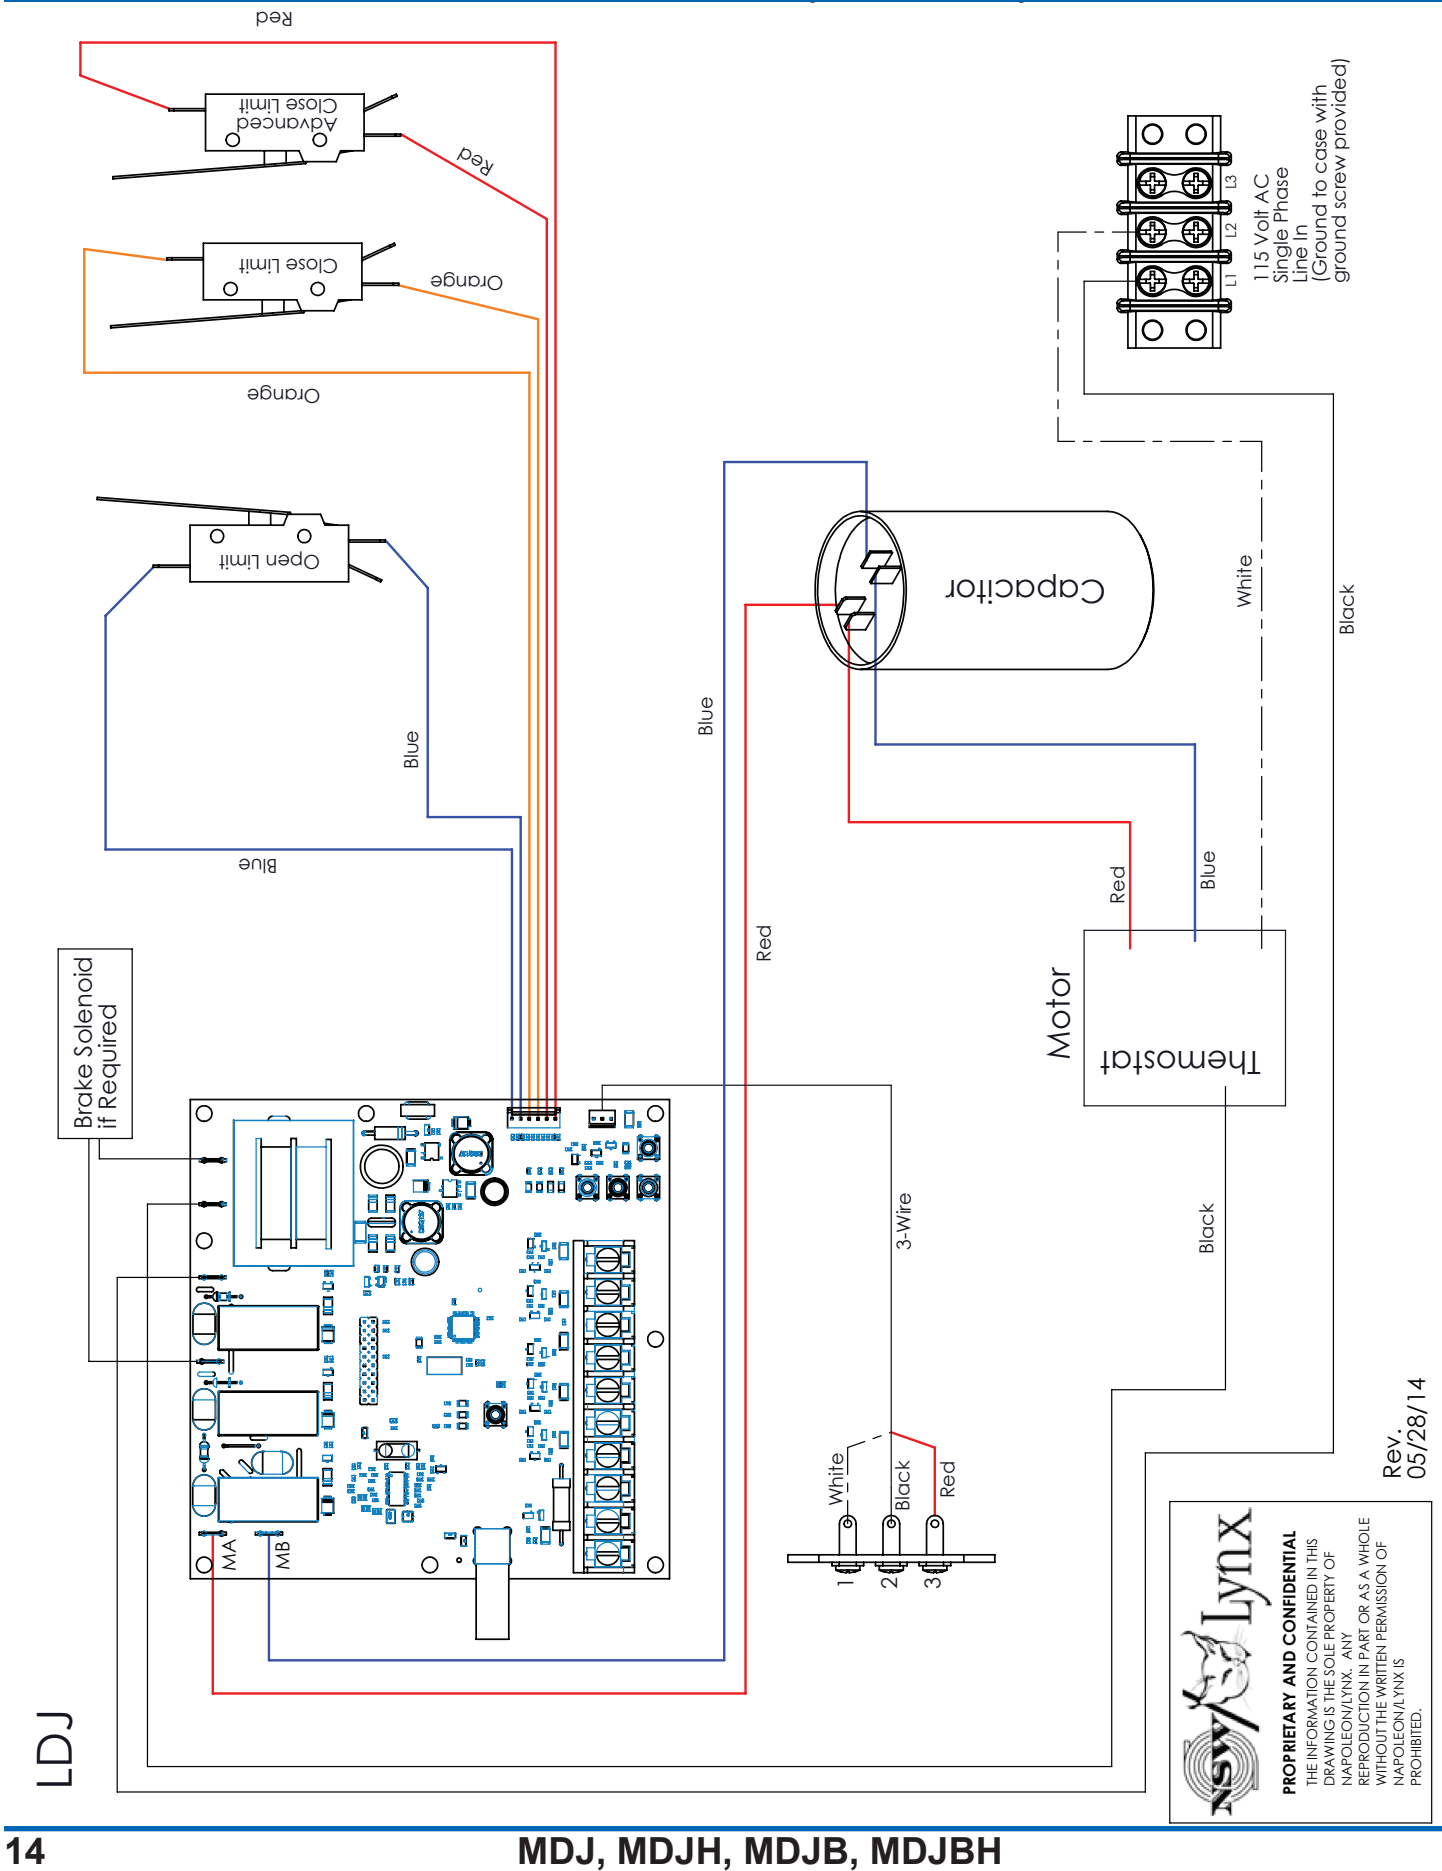 Red
Advanced
Close Limit
Red
Close Limit
Orange
Orange
Open Limit
Blue
Blue
Brake Solenoid
if Required
L1
L2
L3
115 Volt AC
Single Phase
Line In
(Ground to case with
ground screw provided)
Capacitor
White
Black
Blue
Red
Red
Blue
Motor
Thermostat
Black
3-Wire
White
Black
Red
1
2
3
MA
MB
LDJ
Rev.
05/28/14
NSW Lynx
PROPRIETARY AND CONFIDENTIAL
THE INFORMATION CONTAINED IN THIS
DRAWING IS THE SOLE PROPERTY OF
NAPOLEON/LYNX. ANY
REPRODUCTION IN PART OR AS A WHOLE
WITHOUT THE WRITTEN PERMISSION OF
NAPOLEON/LYNX IS
PROHIBITED.
14
MDJ, MDJH, MDJB, MDJBH